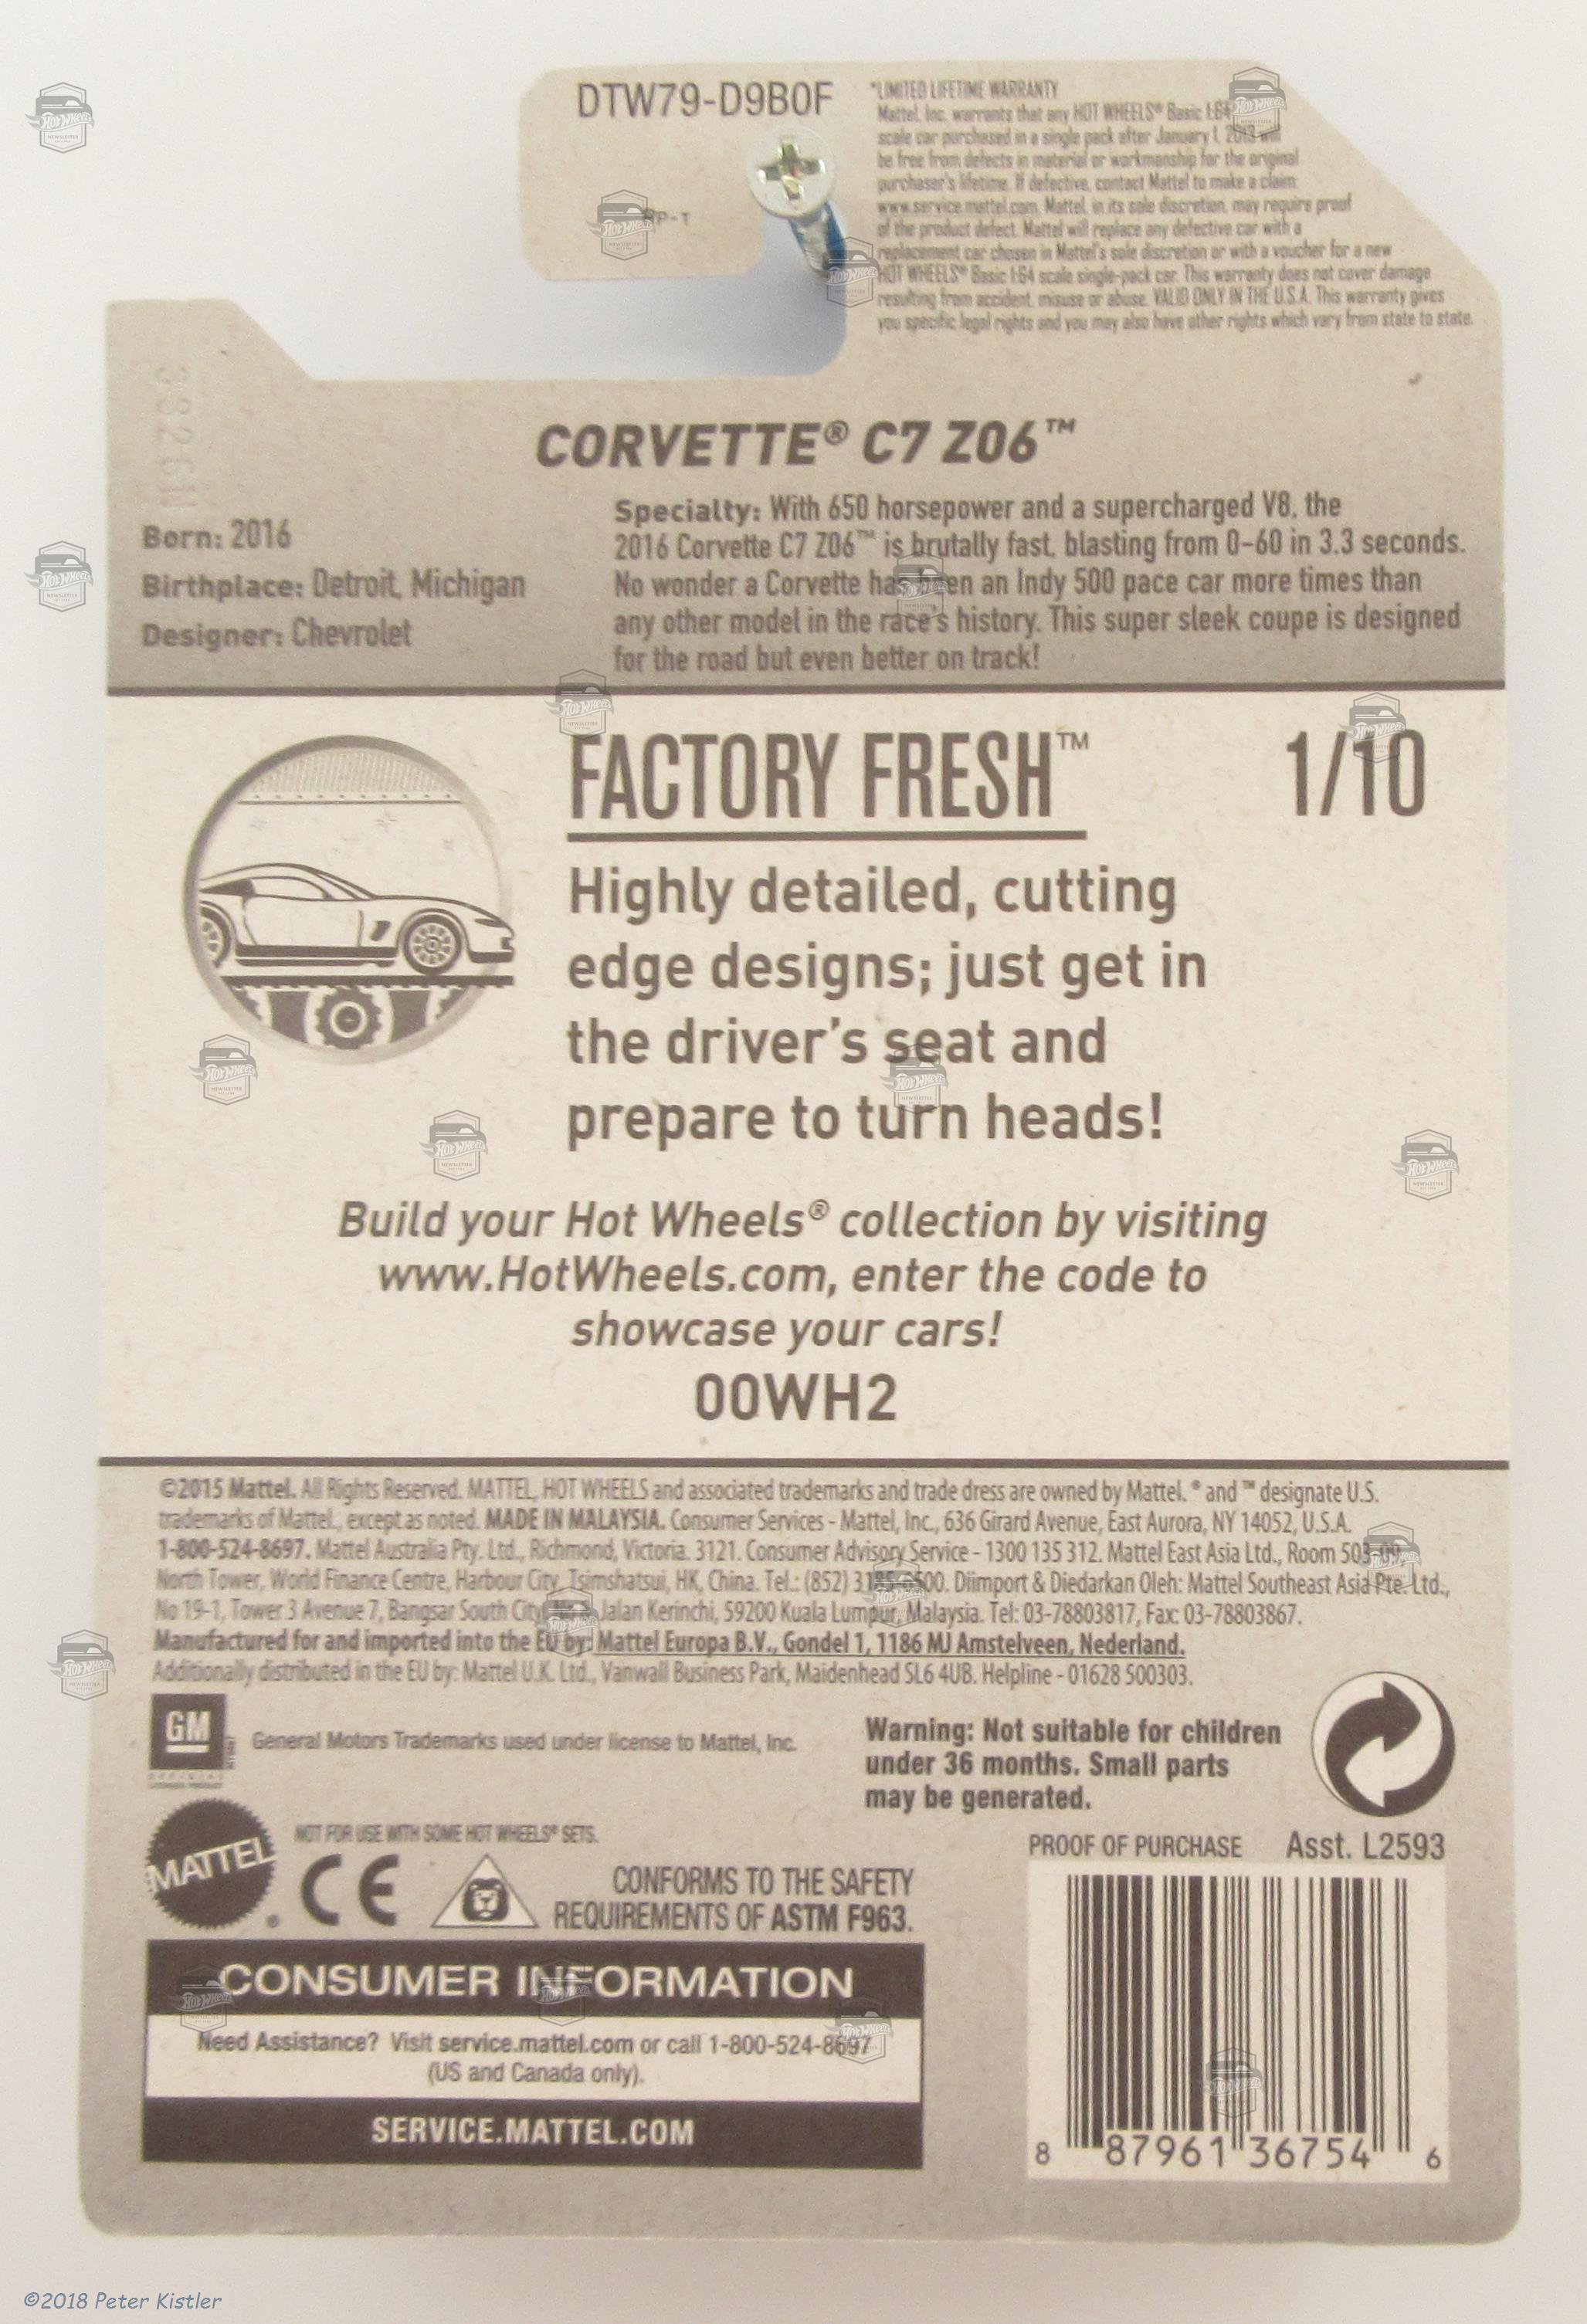 DTW79-D9B0F
*LIMITED LIFETIME WARRANTY
Mattel, Inc. warrants that any HOT WHEELS® Basic 1:64
scale car purchased in a single pack after January 1, 2013 will
be free from defects in material or workmanship for the original
purchaser's lifetime. If defective, contact Mattel to make a claim:
www.service.mattel.com. Mattel, in its sole discretion, may require proof
of the product defect. Mattel will replace any defective car with a
replacement car chosen in Mattel's sole discretion or with a voucher for a new
HOT WHEELS® Basic 1:64 scale single-pack car. This warranty does not cover damage
resulting from accident, misuse or abuse. VALID ONLY IN THE U.S.A. This warranty gives
you specific legal rights and you may also have other rights which vary from state to state.
CORVETTE® C7 Z06™
Born: 2016
Birthplace: Detroit, Michigan
Designer: Chevrolet
Specialty: With 650 horsepower and a supercharged V8, the
2016 Corvette C7 Z06™ is brutally fast, blasting from 0-60 in 3.3 seconds.
No wonder a Corvette has been an Indy 500 pace car more times than
any other model in the race's history. This super sleek coupe is designed
for the road but even better on track!
FACTORY FRESH™ 1/10
Highly detailed, cutting
edge designs; just get in
the driver's seat and
prepare to turn heads!
Build your Hot Wheels® collection by visiting
www.HotWheels.com, enter the code to
showcase your cars!
00WH2
©2015 Mattel. All Rights Reserved. MATTEL, HOT WHEELS and associated trademarks and trade dress are owned by Mattel. ® and ™ designate U.S.
trademarks of Mattel, except as noted. MADE IN MALAYSIA. Consumer Services - Mattel, Inc., 636 Girard Avenue, East Aurora, NY 14052, U.S.A.
1-800-524-8697. Mattel Australia Pty. Ltd., Richmond, Victoria. 3121. Consumer Advisory Service - 1300 135 312. Mattel East Asia Ltd., Room 503-09,
North Tower, World Finance Centre, Harbour City, Tsimshatsui, HK, China. Tel.: (852) 3185-6500. Diimport & Diedarkan Oleh: Mattel Southeast Asia Pte. Ltd.,
No 19-1, Tower 3 Avenue 7, Bangsar South City, Jalan Kerinchi, 59200 Kuala Lumpur, Malaysia. Tel: 03-78803817, Fax: 03-78803867.
Manufactured for and imported into the EU by: Mattel Europa B.V., Gondel 1, 1186 MJ Amstelveen, Nederland.
Additionally distributed in the EU by: Mattel U.K. Ltd., Vanwall Business Park, Maidenhead SL6 4UB. Helpline - 01628 500303.
GM
General Motors Trademarks used under license to Mattel, Inc.
Warning: Not suitable for children
under 36 months. Small parts
may be generated.
MATTEL
NOT FOR USE WITH SOME HOT WHEELS® SETS.
CE
CONFORMS TO THE SAFETY
REQUIREMENTS OF ASTM F963.
PROOF OF PURCHASE Asst. L2593
CONSUMER INFORMATION
Need Assistance? Visit service.mattel.com or call 1-800-524-8697
(US and Canada only).
SERVICE.MATTEL.COM
8 87961 36754 6
©2018 Peter Kistler